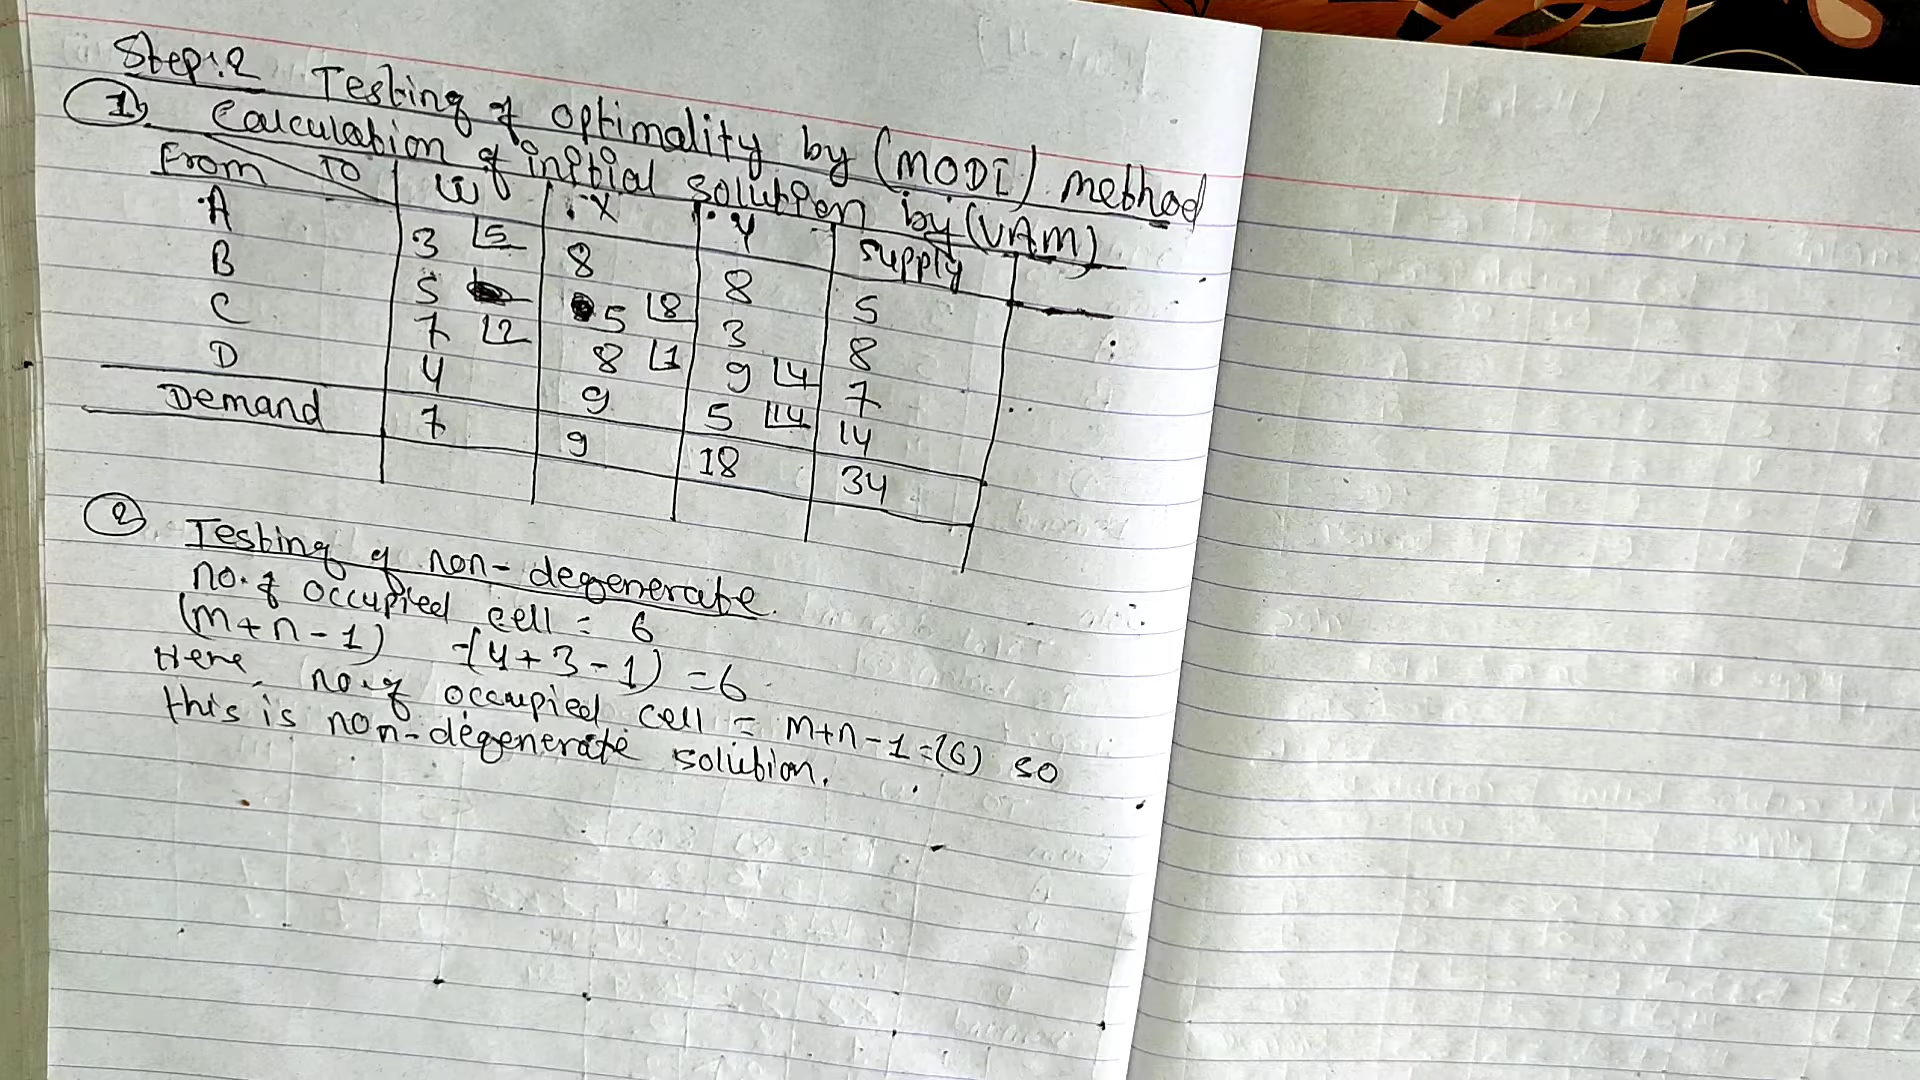 Step:2 Testing of optimality by (MODI) method
1) Calculation of initial solution by (VAM)
From TO W X Y Supply
A 3 5 8 8 5
B 5 5 8 3 8
C 7 2 8 1 9 4 7
D 4 9 5 14 14
Demand 7 9 18 34
2 Testing of non-degenerate.
no. of occupied cell = 6
(m+n-1) -(4+3-1) = 6
Here, no. of occupied cell = m+n-1=(6) so
this is non-degenerate solution.